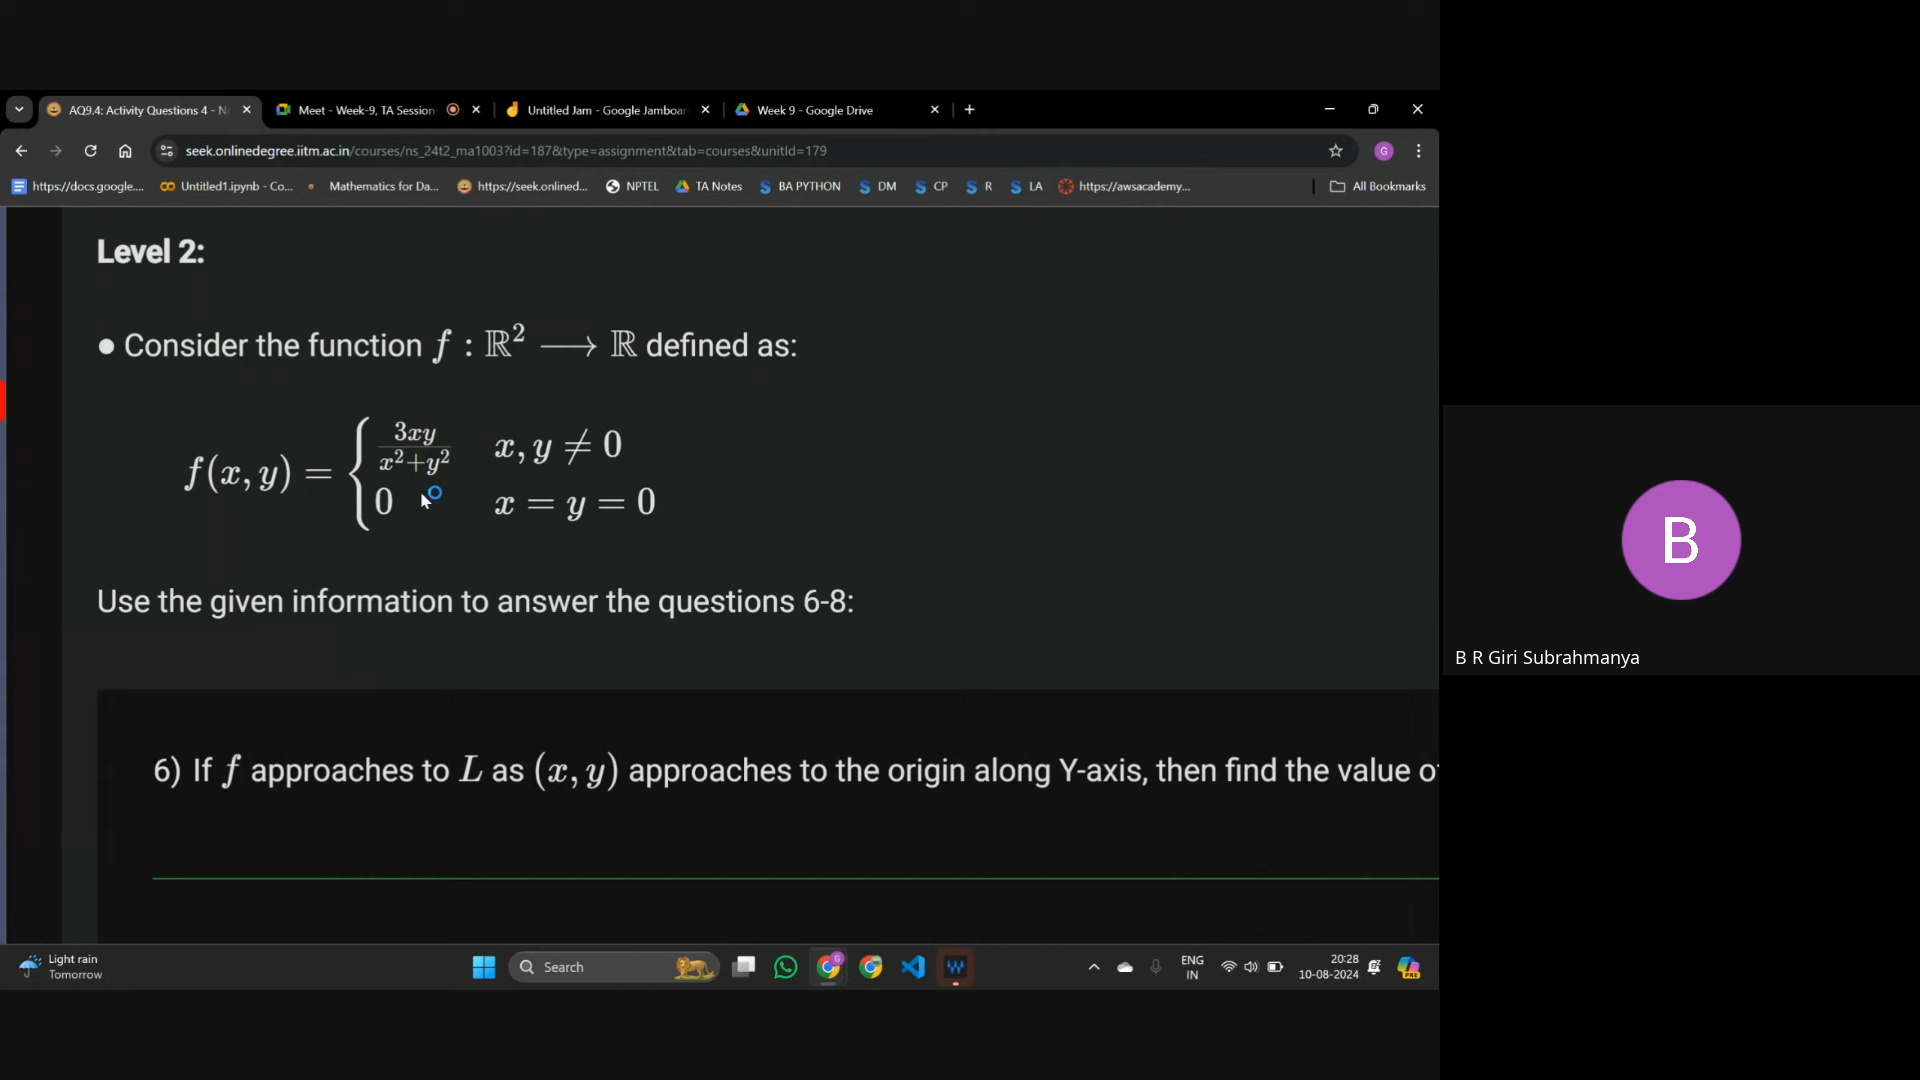 AQ9.4: Activity Questions 4 - N
Meet - Week-9, TA Session
Untitled Jam - Google Jamboar
Week 9 - Google Drive
seek.onlinedegree.iitm.ac.in/courses/ns_24t2_ma1003?id=187&type=assignment&tab=courses&unitId=179
G
https://docs.google....
Untitled1.ipynb - Co...
Mathematics for Da...
https://seek.onlined...
NPTEL
TA Notes
BA PYTHON
DM
CP
R
LA
https://awsacademy...
All Bookmarks
Level 2:
● Consider the function f : ℝ² ⟶ ℝ defined as:
f(x, y) = { 3xy/(x²+y²) x, y ≠ 0
0 x = y = 0
Use the given information to answer the questions 6-8:
6) If f approaches to L as (x, y) approaches to the origin along Y-axis, then find the value of
B
B R Giri Subrahmanya
Light rain
Tomorrow
Search
ENG
IN
20:28
10-08-2024